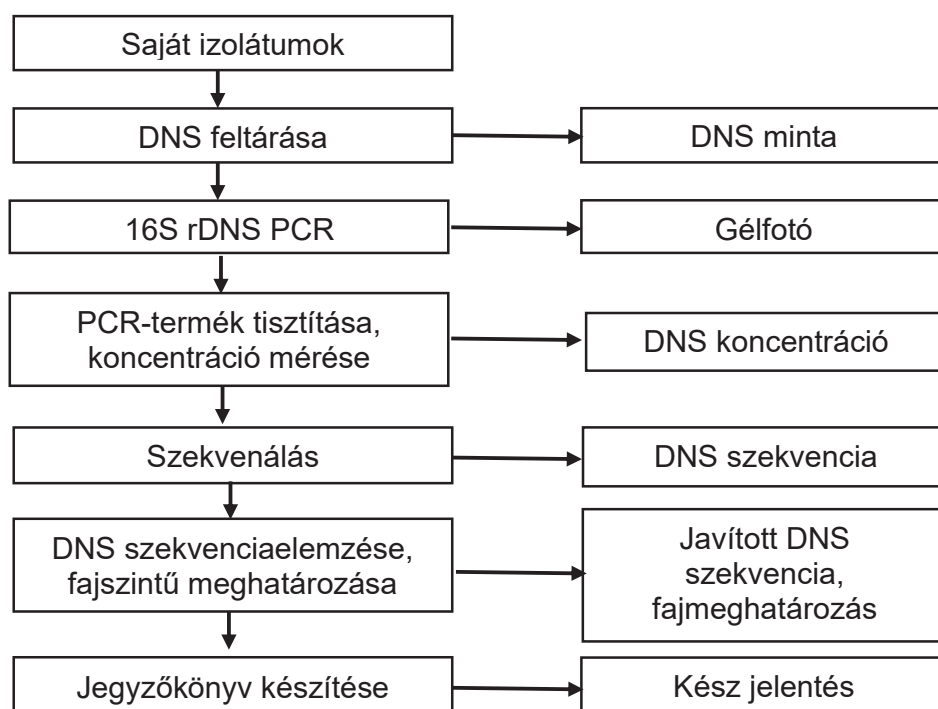 Saját izolátumok
DNS feltárása
DNS minta
16S rDNS PCR
Gélfotó
PCR-termék tisztítása,
koncentráció mérése
DNS koncentráció
Szekvenálás
DNS szekvencia
DNS szekvenciaelemzése,
fajszintű meghatározása
Javított DNS
szekvencia,
fajmeghatározás
Jegyzőkönyv készítése
Kész jelentés